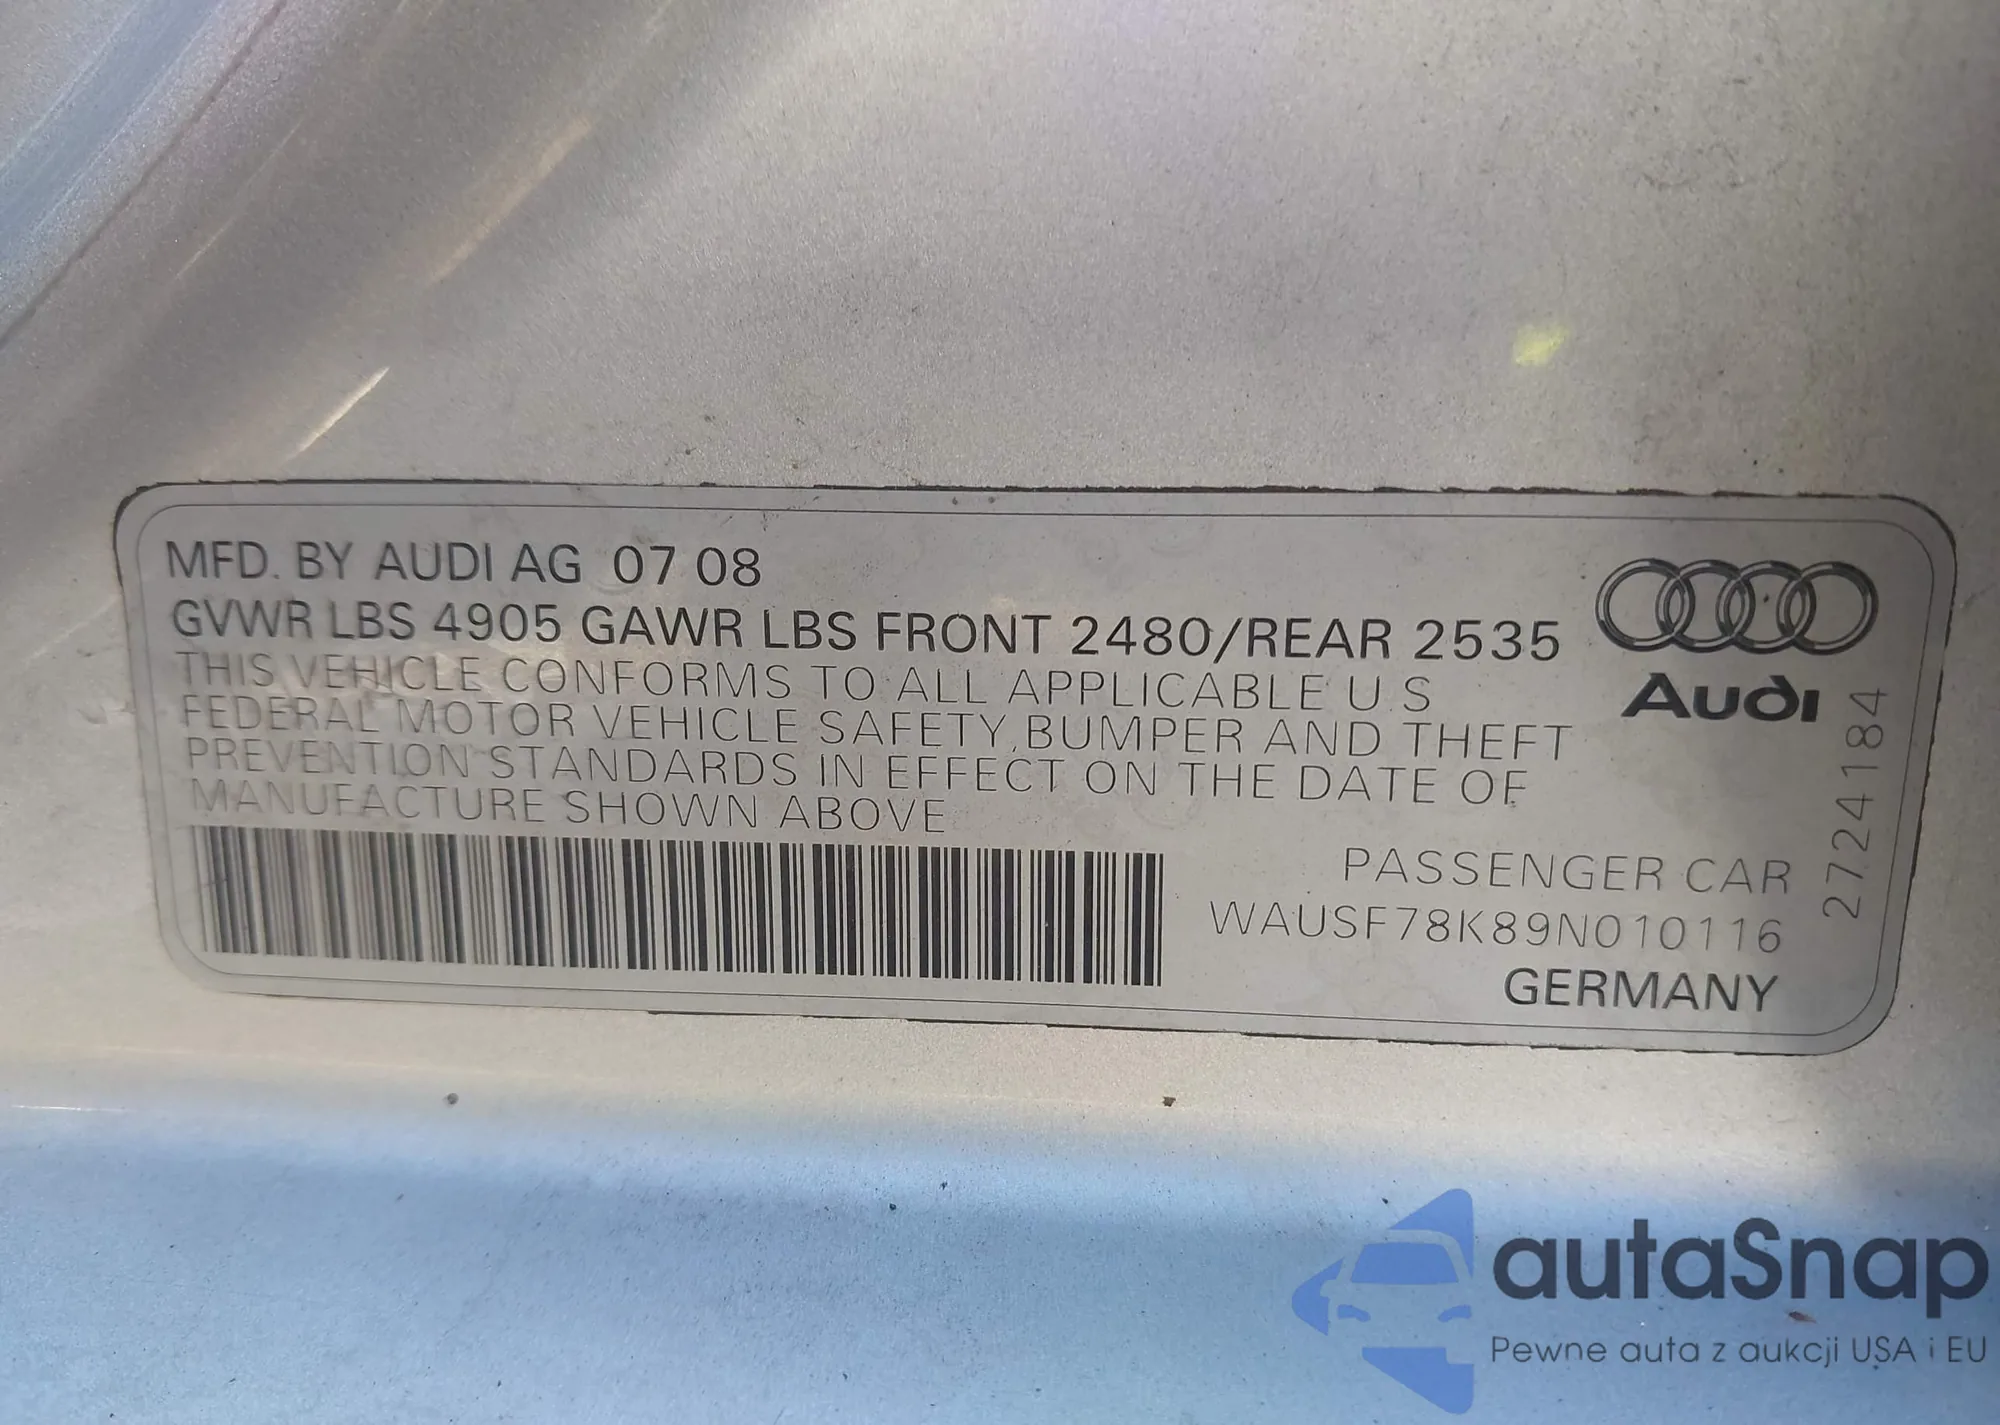 MFD. BY AUDI AG 07 08
GVWR LBS 4905 GAWR LBS FRONT 2480/REAR 2535
THIS VEHICLE CONFORMS TO ALL APPLICABLE U.S
FEDERAL MOTOR VEHICLE SAFETY, BUMPER AND THEFT
PREVENTION STANDARDS IN EFFECT ON THE DATE OF
MANUFACTURE SHOWN ABOVE
Audi
2724184
PASSENGER CAR
WAUSF78K89N010116
GERMANY
autaSnap
Pewne auta z aukcji USA i EU